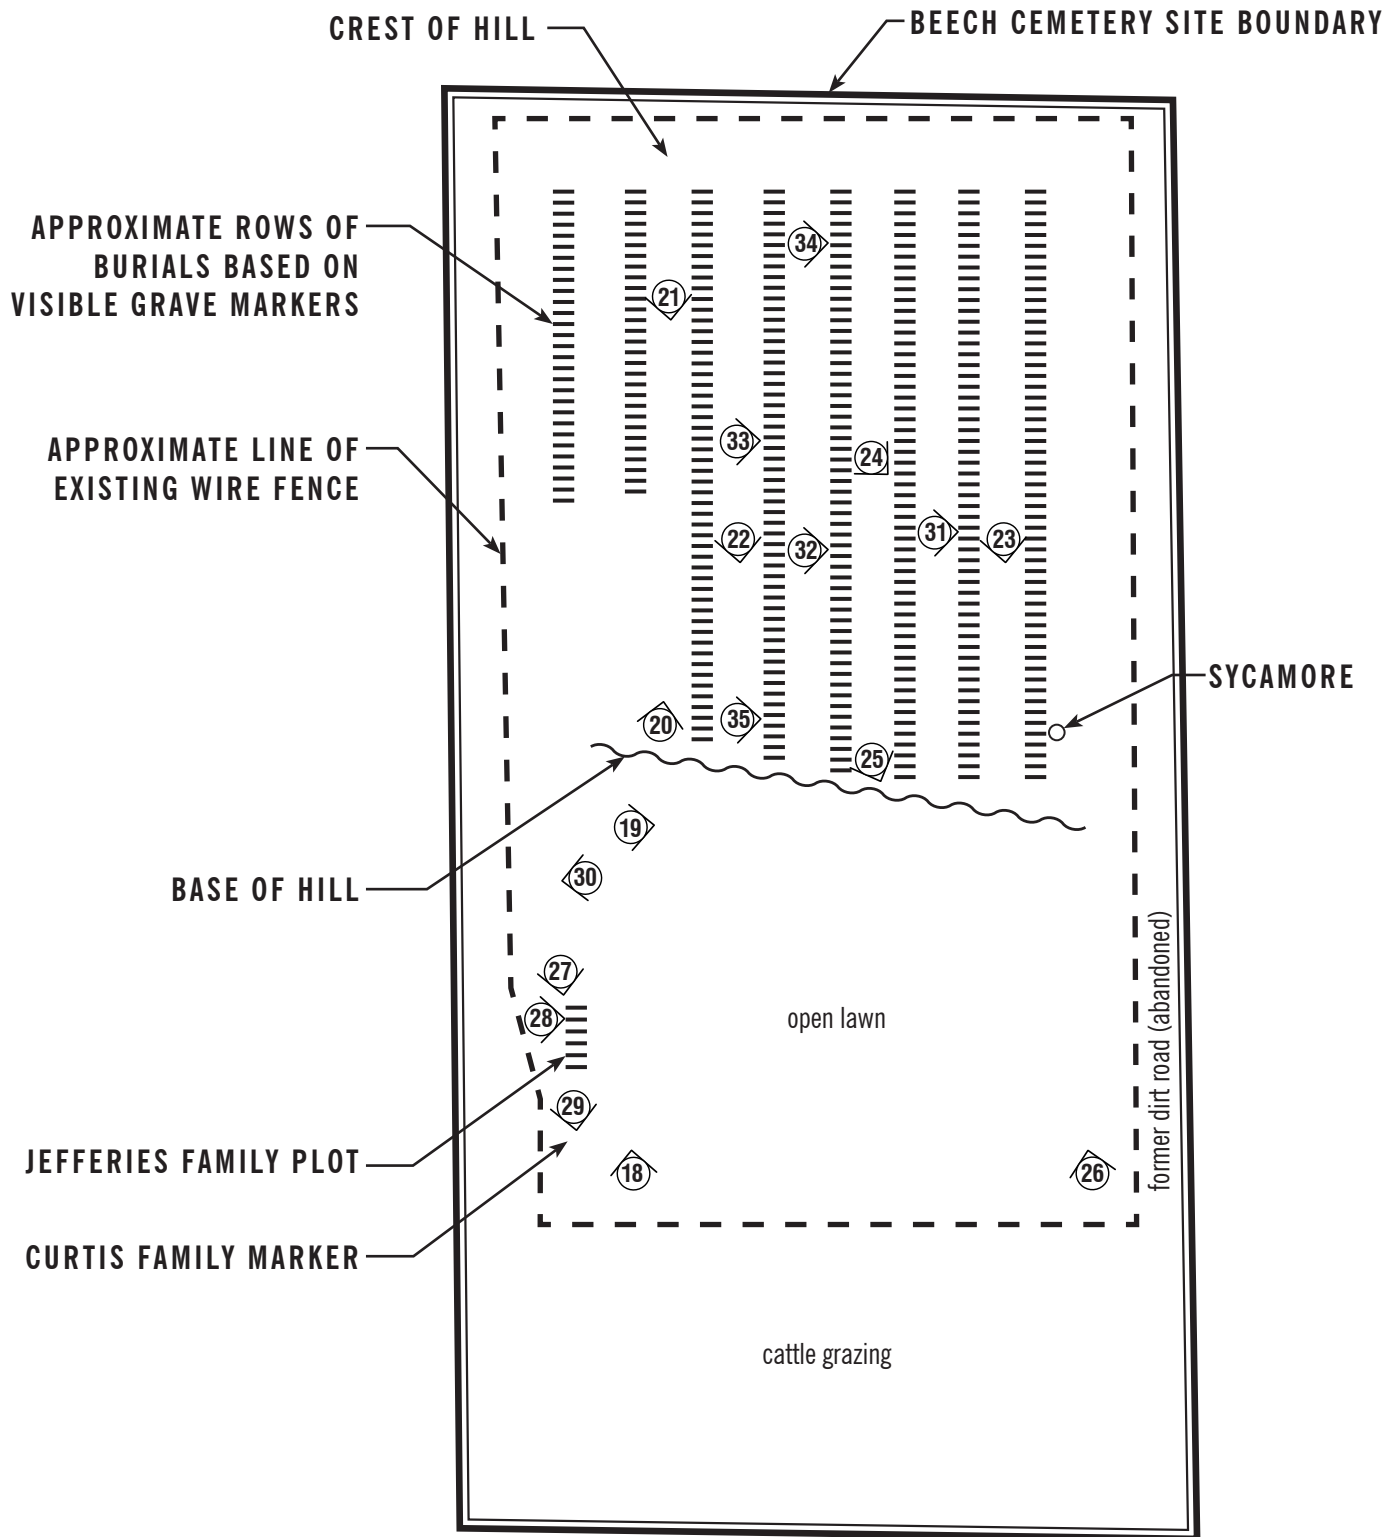 CREST OF HILL
BEECH CEMETERY SITE BOUNDARY
APPROXIMATE ROWS OF
BURIALS BASED ON
VISIBLE GRAVE MARKERS
34
21
APPROXIMATE LINE OF
EXISTING WIRE FENCE
33
24
22
32
31
23
SYCAMORE
20
35
25
19
BASE OF HILL
30
27
28
open lawn
former dirt road (abandoned)
JEFFERIES FAMILY PLOT
29
18
26
CURTIS FAMILY MARKER
cattle grazing